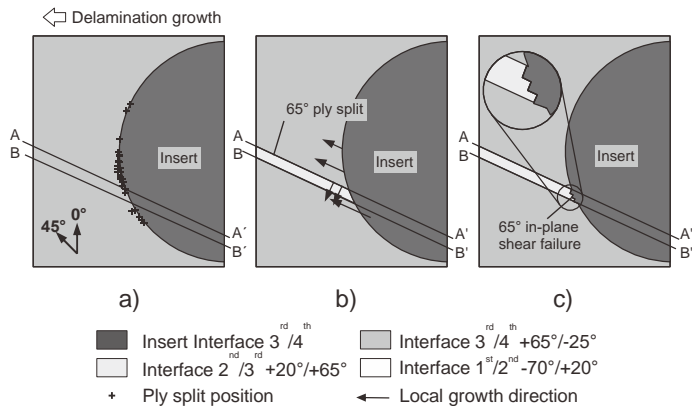 Delamination growth
A
B
Insert
45°
0°
A´
B´
65° ply split
A
B
Insert
A'
B'
A
B
Insert
65° in-plane
shear failure
A'
B'
a)
b)
c)
Insert Interface 3rd/4th
Interface 3rd/4th +65°/-25°
Interface 2nd/3rd +20°/+65°
Interface 1st/2nd -70°/+20°
Ply split position
Local growth direction